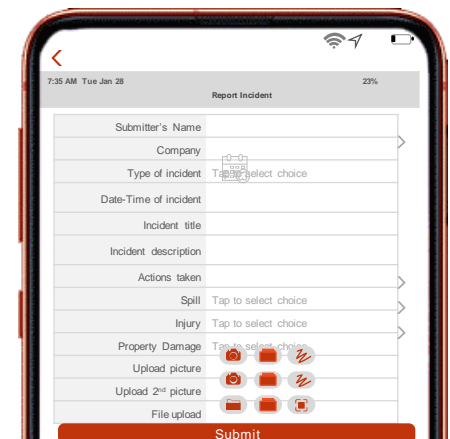 7:35 AM Tue Jan 28 23%
Report Incident
Submitter's Name
Company
Type of incident Tap to select choice
Date-Time of incident
Incident title
Incident description
Actions taken
Spill Tap to select choice
Injury Tap to select choice
Property Damage Tap to select choice
Upload picture
Upload 2nd picture
File upload
Submit